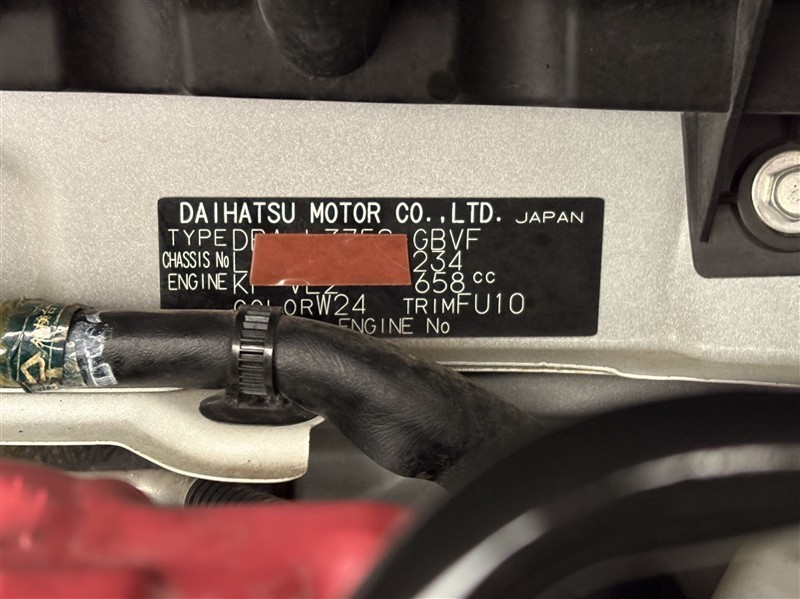 DAIHATSU MOTOR CO.,LTD. JAPAN
TYPE GBVF
CHASSIS No 234
ENGINE 658 cc
COLOR W24 TRIM FU10
ENGINE No